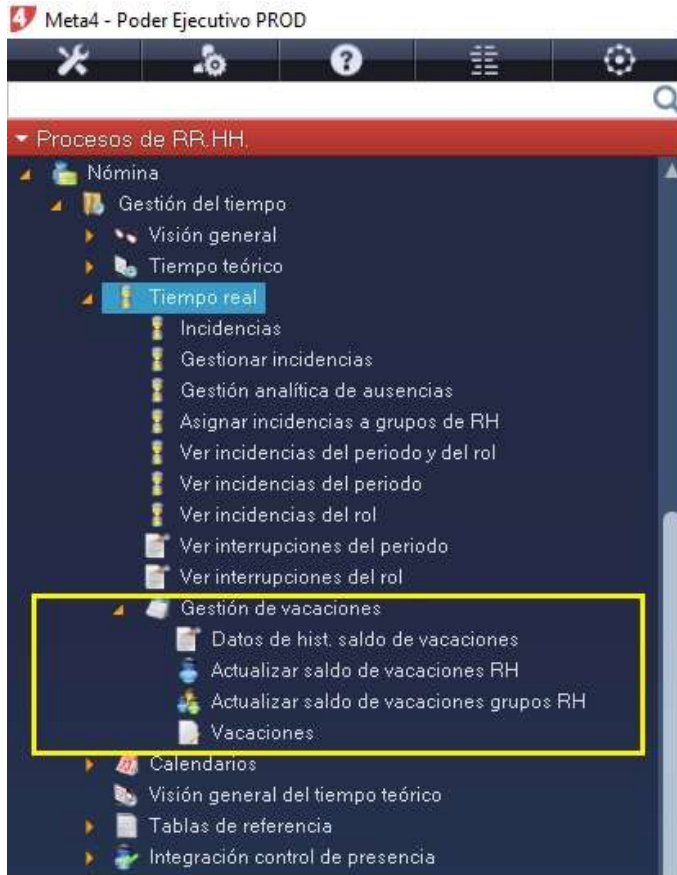 Meta4 - Poder Ejecutivo PROD
Procesos de RR.HH.
Nómina
Gestión del tiempo
Visión general
Tiempo teórico
Tiempo real
Incidencias
Gestionar incidencias
Gestión analítica de ausencias
Asignar incidencias a grupos de RH
Ver incidencias del periodo y del rol
Ver incidencias del periodo
Ver incidencias del rol
Ver interrupciones del periodo
Ver interrupciones del rol
Gestión de vacaciones
Datos de hist. saldo de vacaciones
Actualizar saldo de vacaciones RH
Actualizar saldo de vacaciones grupos RH
Vacaciones
Calendarios
Visión general del tiempo teórico
Tablas de referencia
Integración control de presencia